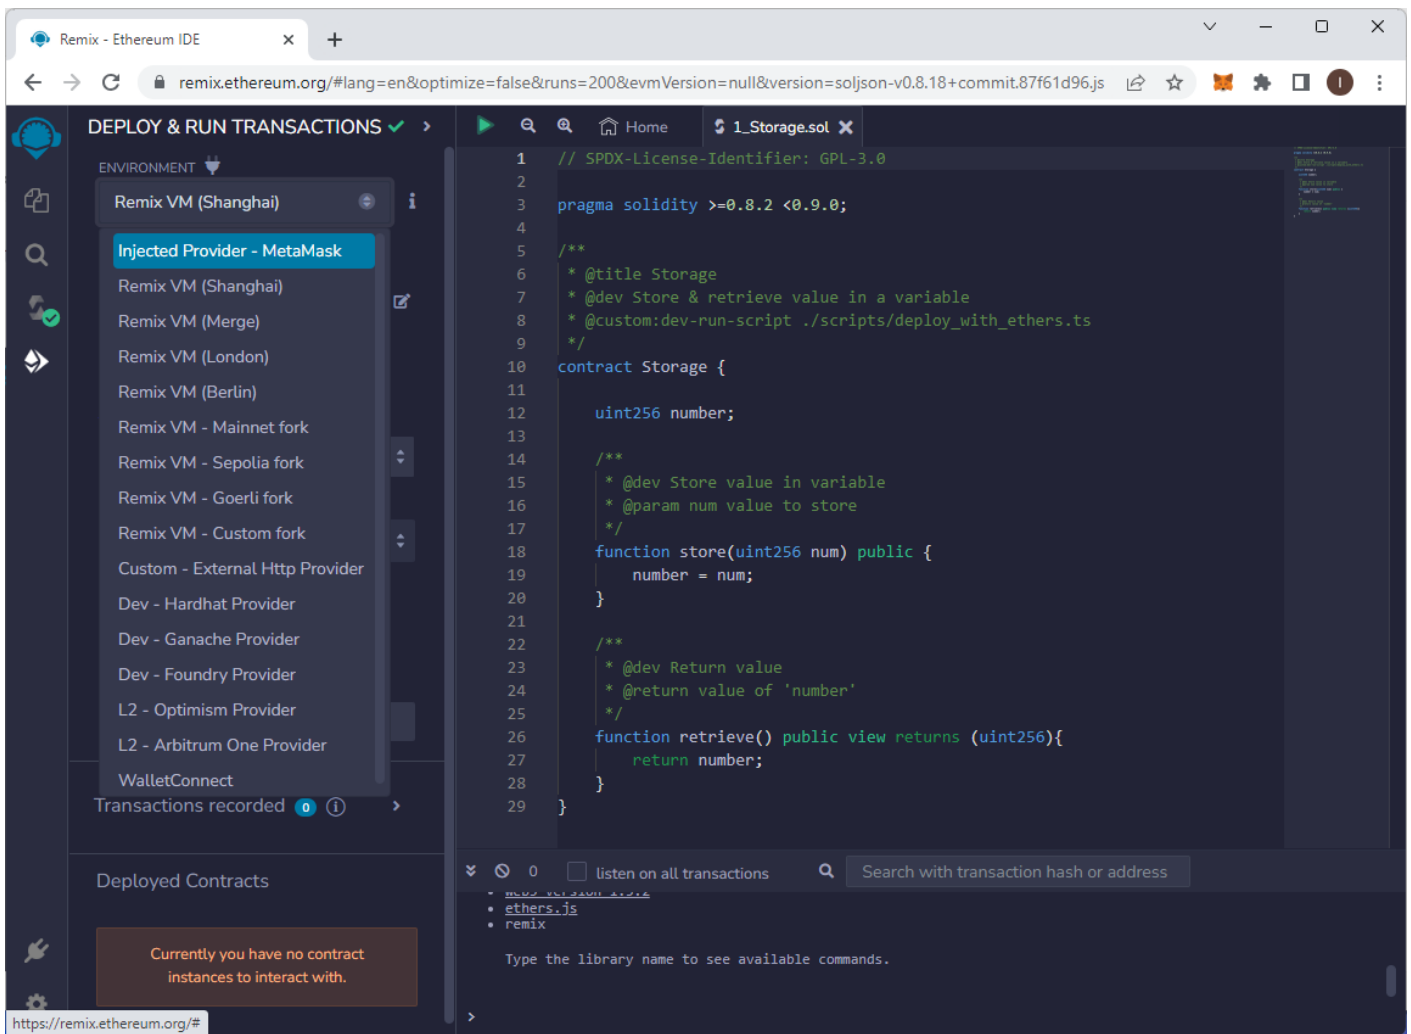 Remix - Ethereum IDE
remix.ethereum.org/#lang=en&optimize=false&runs=200&evmVersion=null&version=soljson-v0.8.18+commit.87f61d96.js
I
DEPLOY & RUN TRANSACTIONS
ENVIRONMENT
Remix VM (Shanghai)
i
Injected Provider - MetaMask
Remix VM (Shanghai)
Remix VM (Merge)
Remix VM (London)
Remix VM (Berlin)
Remix VM - Mainnet fork
Remix VM - Sepolia fork
Remix VM - Goerli fork
Remix VM - Custom fork
Custom - External Http Provider
Dev - Hardhat Provider
Dev - Ganache Provider
Dev - Foundry Provider
L2 - Optimism Provider
L2 - Arbitrum One Provider
WalletConnect
Transactions recorded 0 i
Deployed Contracts
Currently you have no contract
instances to interact with.
https://remix.ethereum.org/#
Home 1_Storage.sol
1 // SPDX-License-Identifier: GPL-3.0
2
3 pragma solidity >=0.8.2 <0.9.0;
4
5 /**
6 * @title Storage
7 * @dev Store & retrieve value in a variable
8 * @custom:dev-run-script ./scripts/deploy_with_ethers.ts
9 */
10 contract Storage {
11
12 uint256 number;
13
14 /**
15 * @dev Store value in variable
16 * @param num value to store
17 */
18 function store(uint256 num) public {
19 number = num;
20 }
21
22 /**
23 * @dev Return value
24 * @return value of 'number'
25 */
26 function retrieve() public view returns (uint256){
27 return number;
28 }
29 }
0 listen on all transactions Search with transaction hash or address
web3 version 1.5.2
ethers.js
remix
Type the library name to see available commands.
>